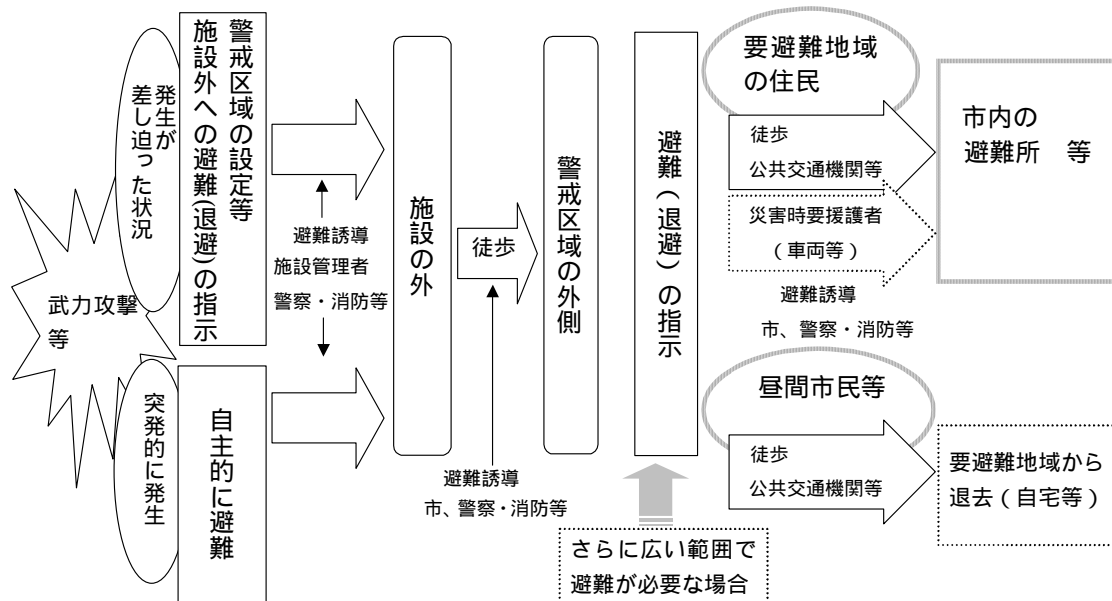 武力攻撃
等
発生が
差し迫った状況
突発的に発生
警戒区域の設定等
施設外への避難(退避)の指示
自主的に避難
避難誘導
施設管理者
警察・消防等
施設の外
徒歩
避難誘導
市、警察・消防等
警戒区域の外側
避難(退避)の指示
さらに広い範囲で
避難が必要な場合
要避難地域
の住民
徒歩
公共交通機関等
災害時要援護者
(車両等)
避難誘導
市、警察・消防等
市内の
避難所 等
昼間市民等
徒歩
公共交通機関等
要避難地域から
退去(自宅等)